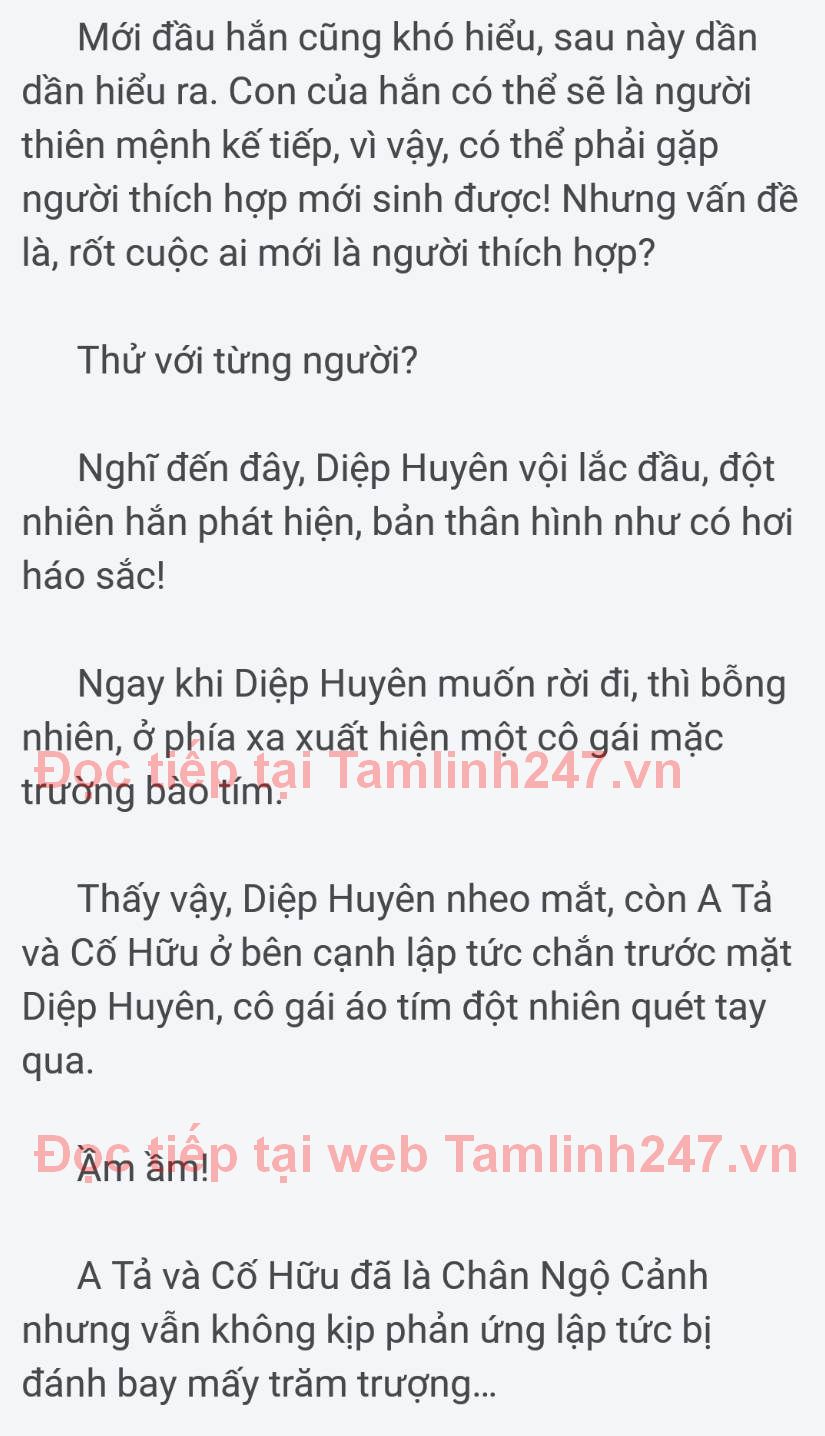 Mới đầu hắn cũng khó hiểu, sau này dần
dần hiểu ra. Con của hắn có thể sẽ là người
thiên mệnh kế tiếp, vì vậy, có thể phải gặp
người thích hợp mới sinh được! Nhưng vấn đề
là, rốt cuộc ai mới là người thích hợp?
Thử với từng người?
Nghĩ đến đây, Diệp Huyên vội lắc đầu, đột
nhiên hắn phát hiện, bản thân hình như có hơi
háo sắc!
Ngay khi Diệp Huyên muốn rời đi, thì bỗng
nhiên, ở phía xa xuất hiện một cô gái mặc
Đọc tiếp tại Tamlinh247.vn
trường bào tím.
Thấy vậy, Diệp Huyên nheo mắt, còn A Tả
và Cố Hữu ở bên cạnh lập tức chắn trước mặt
Diệp Huyên, cô gái áo tím đột nhiên quét tay
qua.
Đọc tiếp tại web Tamlinh247.vn
Ầm ầm!
A Tả và Cố Hữu đã là Chân Ngộ Cảnh
nhưng vẫn không kịp phản ứng lập tức bị
đánh bay mấy trăm trượng...